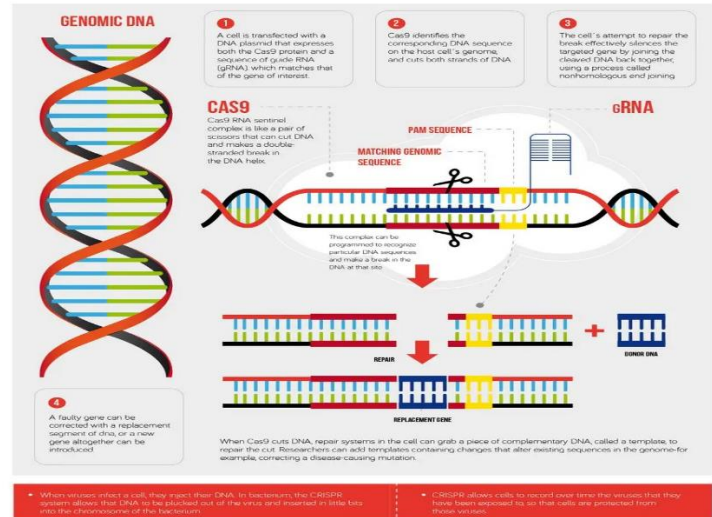 GENOMIC DNA
1
A cell is transfected with a
DNA plasmid that expresses
both the Cas9 protein and a
sequence of guide RNA
(gRNA) which matches that
of the gene of interest.
2
Cas9 identifies the
corresponding DNA sequence
on the host cell's genome,
and cuts both strands of DNA.
3
The cell's attempt to repair the
break effectively silences the
targeted gene by joining the
cleaved DNA back together,
using a process called
nonhomologous end joining.
CAS9
Cas9 RNA sentinel
complex is like a pair of
scissors that can cut DNA
and makes a double-
stranded break in
the DNA helix.
PAM SEQUENCE
MATCHING GENOMIC
SEQUENCE
gRNA
This complex can be
programmed to recognize
particular DNA sequences
and make a break in the
DNA at that site
REPAIR
DONOR DNA
REPLACEMENT GENE
4
A faulty gene can be
corrected with a replacement
segment of dna, or a new
gene altogether can be
introduced.
When Cas9 cuts DNA, repair systems in the cell can grab a piece of complementary DNA, called a template, to
repair the cut. Researchers can add templates containing changes that alter existing sequences in the genome-for
example, correcting a disease-causing mutation.
• When viruses infect a cell, they inject their DNA. In bacterium, the CRISPR
system allows that DNA to be plucked out of the virus and inserted in little bits
into the chromosome of the bacterium.
• CRISPR allows cells to record over time the viruses that they
have been exposed to, so that cells are protected from
those viruses.